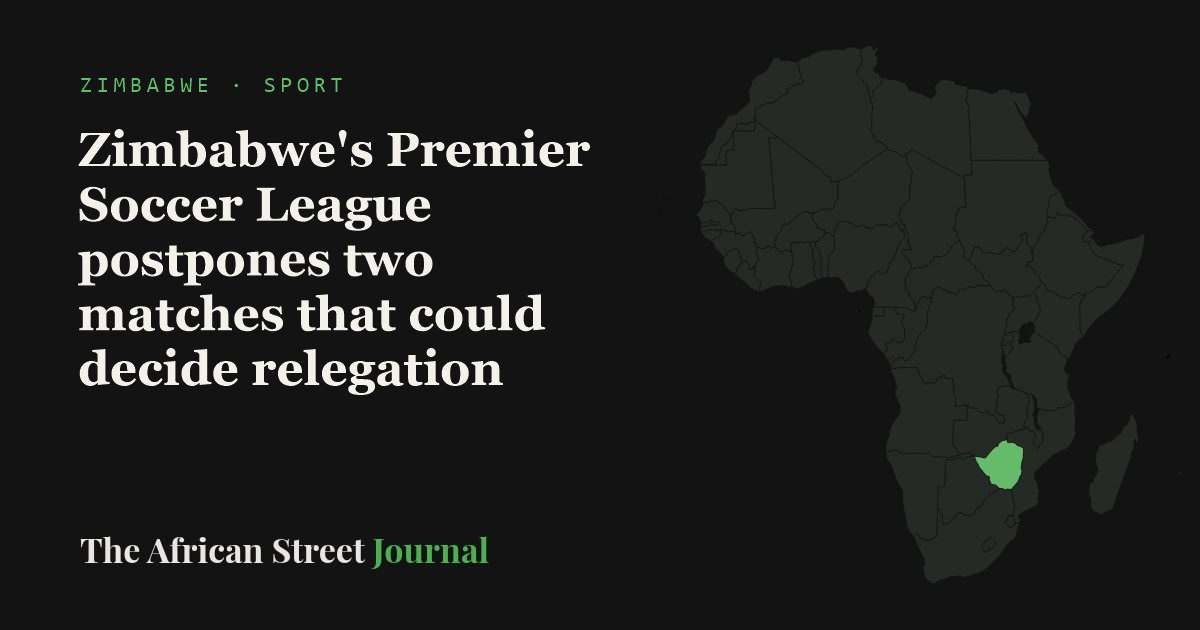 ZIMBABWE · SPORT
Zimbabwe's Premier
Soccer League
postpones two
matches that could
decide relegation
The African Street Journal